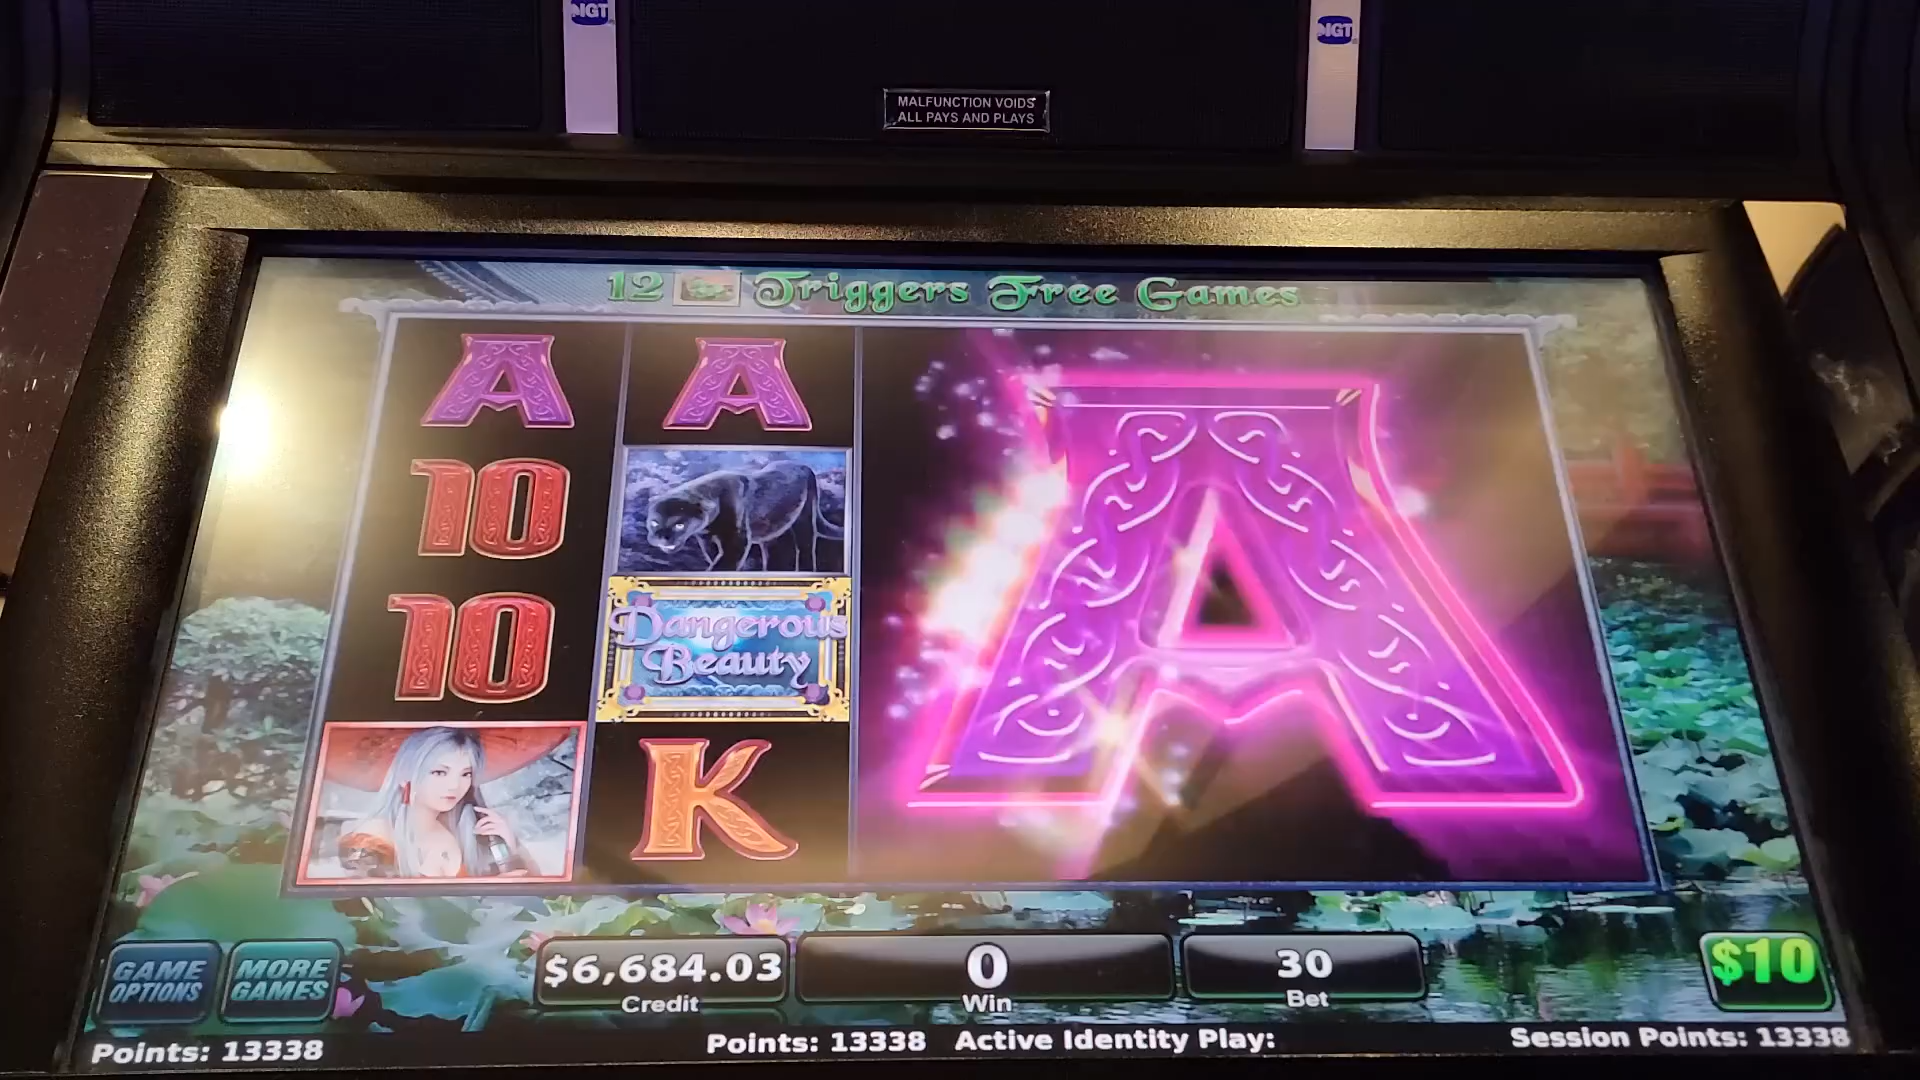 IGT
IGT
MALFUNCTION VOIDS
ALL PAYS AND PLAYS
12 Triggers Free Games
A
A
A
10
10
Dangerous
Beauty
K
GAME
OPTIONS
MORE
GAMES
$6,684.03
Credit
0
Win
30
Bet
$10
Points: 13338
Points: 13338
Active Identity Play:
Session Points: 13338